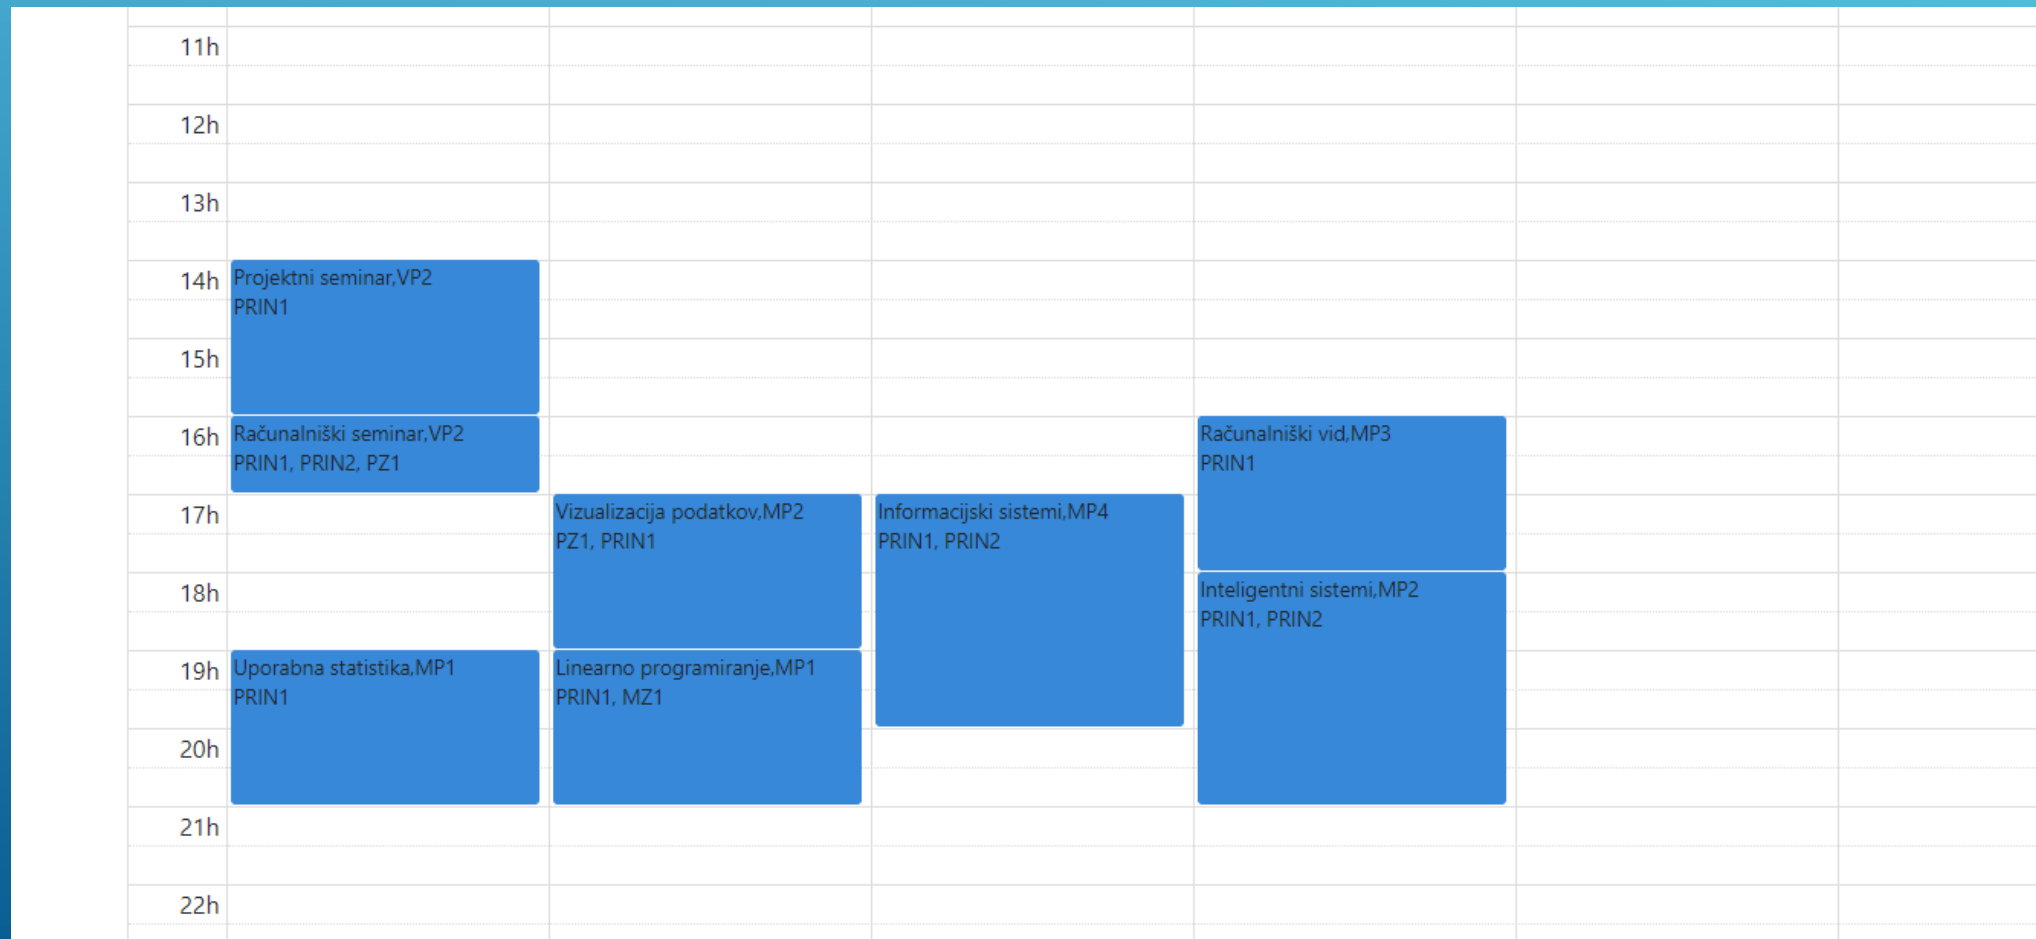 11h
12h
13h
14h
15h
16h
17h
18h
19h
20h
21h
22h
Projektni seminar,VP2
PRIN1
Računalniški seminar,VP2
PRIN1, PRIN2, PZ1
Uporabna statistika,MP1
PRIN1
Vizualizacija podatkov,MP2
PZ1, PRIN1
Linearno programiranje,MP1
PRIN1, MZ1
Informacijski sistemi,MP4
PRIN1, PRIN2
Računalniški vid,MP3
PRIN1
Inteligentni sistemi,MP2
PRIN1, PRIN2